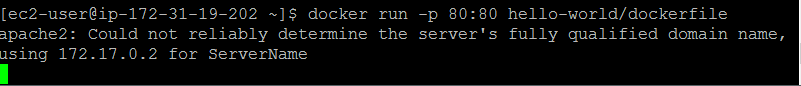 [ec2-user@ip-172-31-19-202 ~]$ docker run -p 80:80 hello-world/dockerfile
apache2: Could not reliably determine the server's fully qualified domain name,
using 172.17.0.2 for ServerName